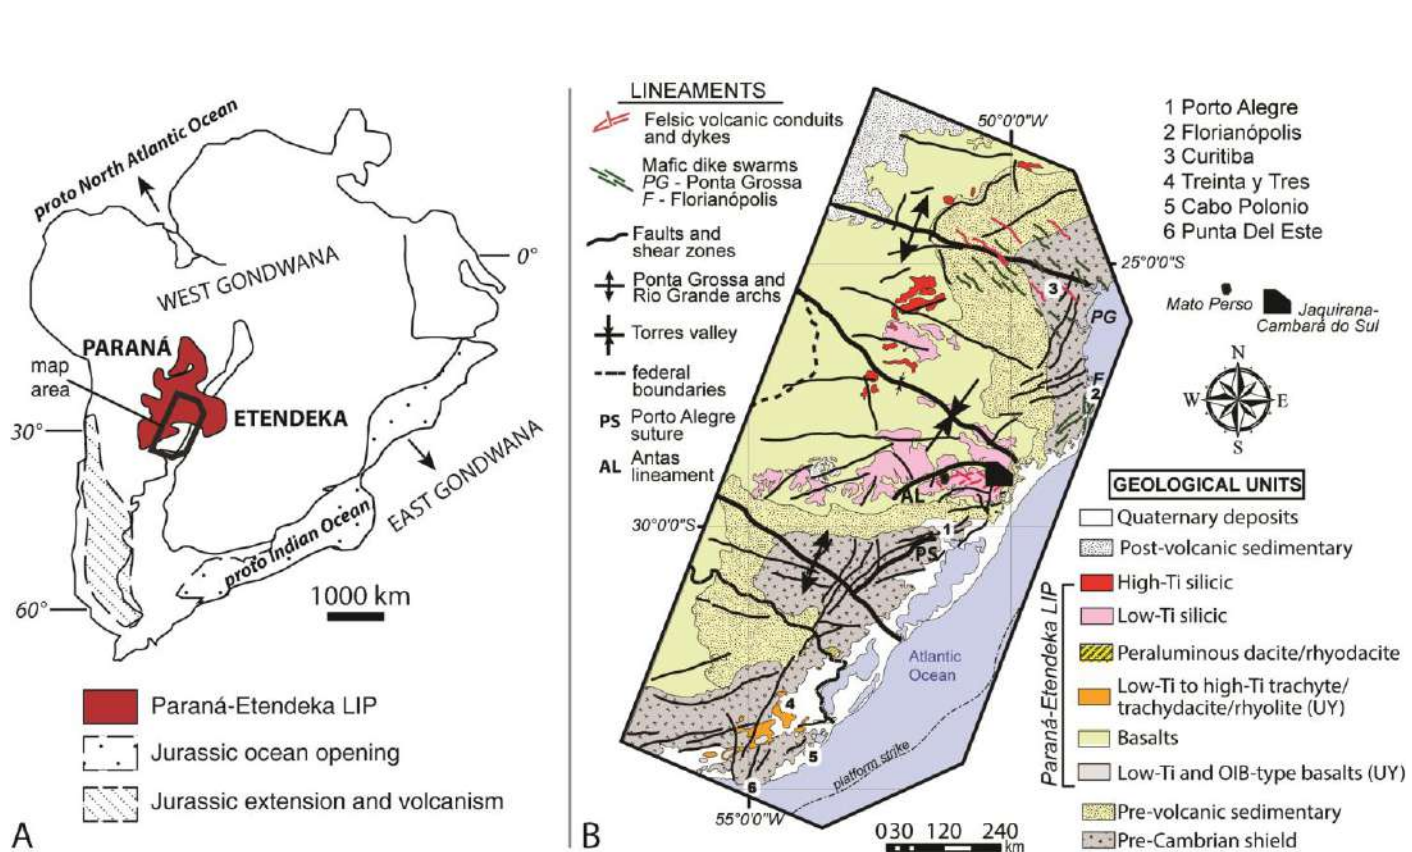 proto North Atlantic Ocean
WEST GONDWANA
0°
PARANÁ
map
area
ETENDEKA
30°
EAST GONDWANA
proto Indian Ocean
60°
1000 km
Paraná-Etendeka LIP
Jurassic ocean opening
Jurassic extension and volcanism
A
LINEAMENTS
Felsic volcanic conduits
and dykes
Mafic dike swarms
PG - Ponta Grossa
F - Florianópolis
Faults and
shear zones
Ponta Grossa and
Rio Grande archs
Torres valley
federal
boundaries
PS Porto Alegre
suture
AL Antas
lineament
50°0'0"W
25°0'0"S
3
PG
F
2
AL
30°0'0"S
1
PS
Atlantic
Ocean
4
5
platform strike
6
55°0'0"W
B
030 120 240
km
1 Porto Alegre
2 Florianópolis
3 Curitiba
4 Treinta y Tres
5 Cabo Polonio
6 Punta Del Este
Mato Perso
Jaquirana-
Cambará do Sul
N
W
E
S
GEOLOGICAL UNITS
Quaternary deposits
Post-volcanic sedimentary
Paraná-Etendeka LIP
High-Ti silicic
Low-Ti silicic
Peraluminous dacite/rhyodacite
Low-Ti to high-Ti trachyte/
trachydacite/rhyolite (UY)
Basalts
Low-Ti and OIB-type basalts (UY)
Pre-volcanic sedimentary
Pre-Cambrian shield